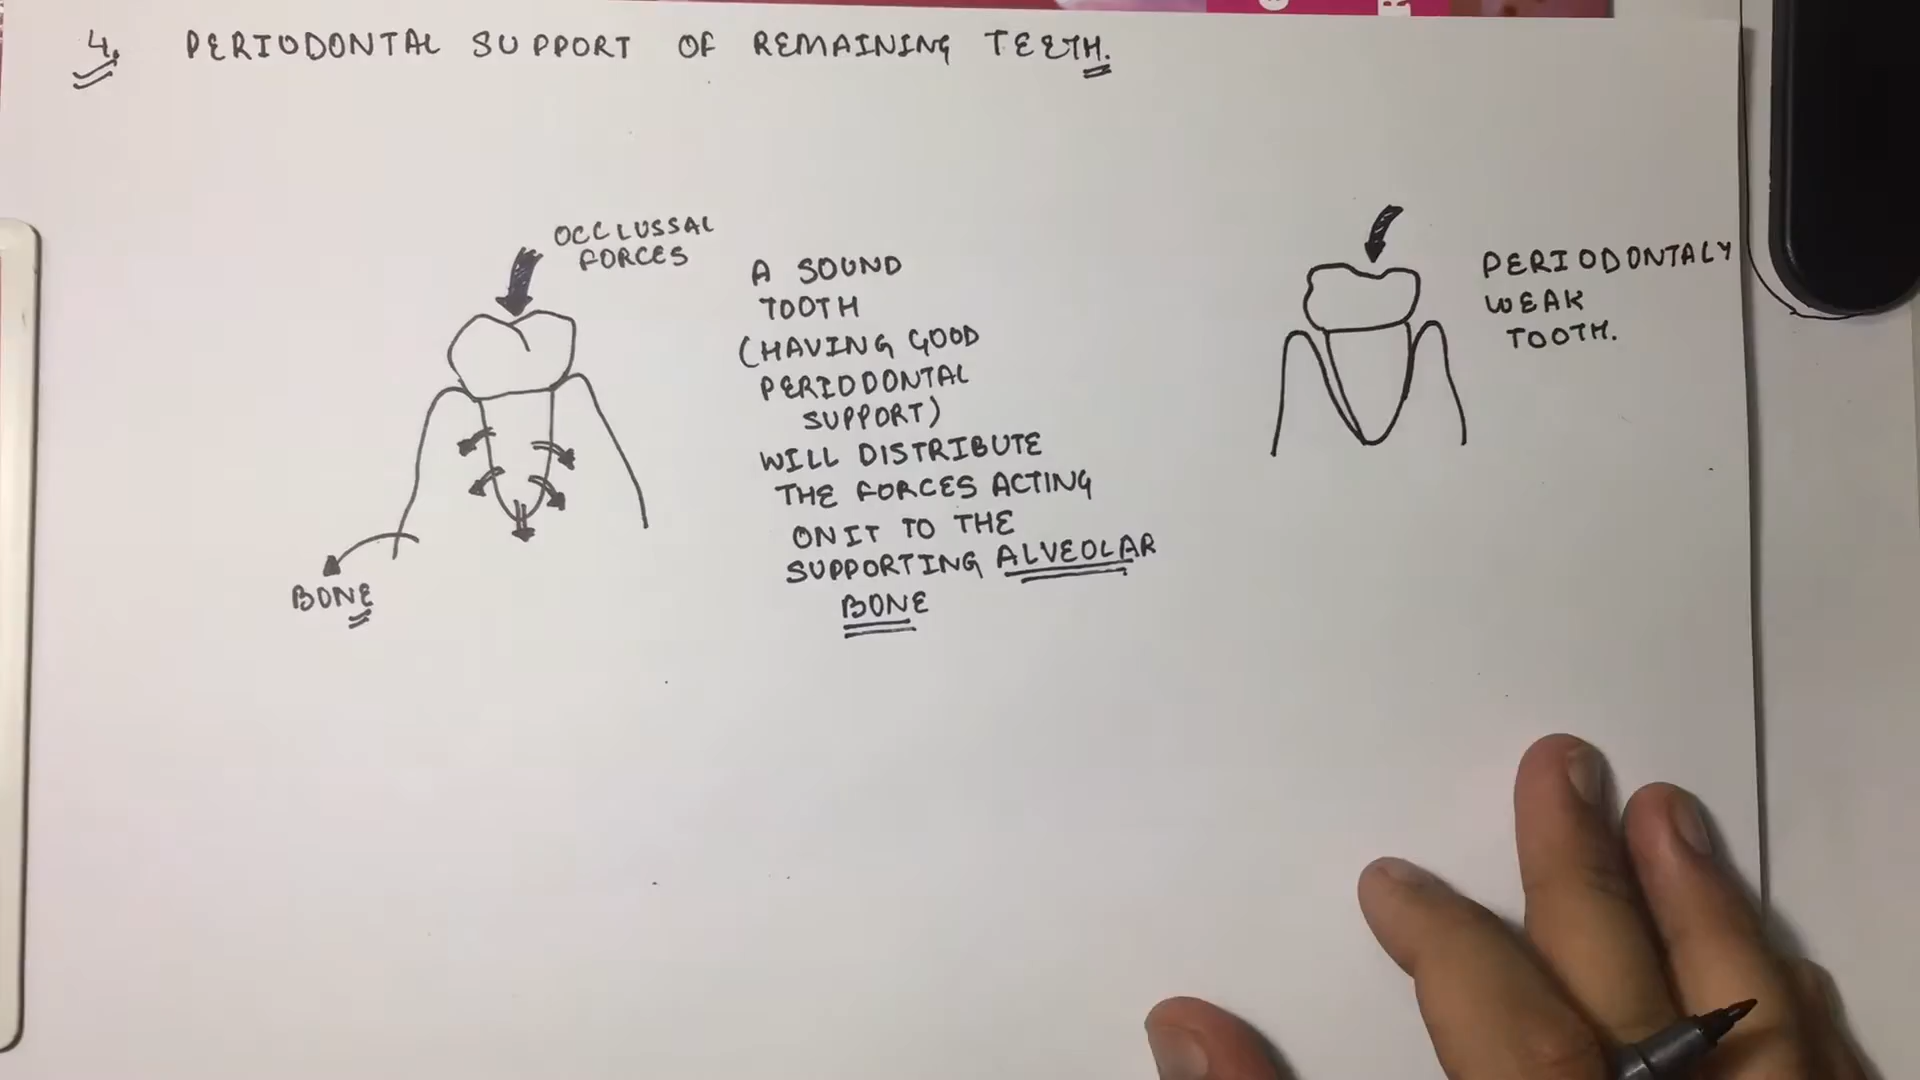 4. PERIODONTAL SUPPORT OF REMAINING TEETH.
OCCLUSSAL
FORCES
BONE
A SOUND
TOOTH
(HAVING GOOD
PERIODONTAL
SUPPORT)
WILL DISTRIBUTE
THE FORCES ACTING
ON IT TO THE
SUPPORTING ALVEOLAR
BONE
PERIODONTALY
WEAK
TOOTH.